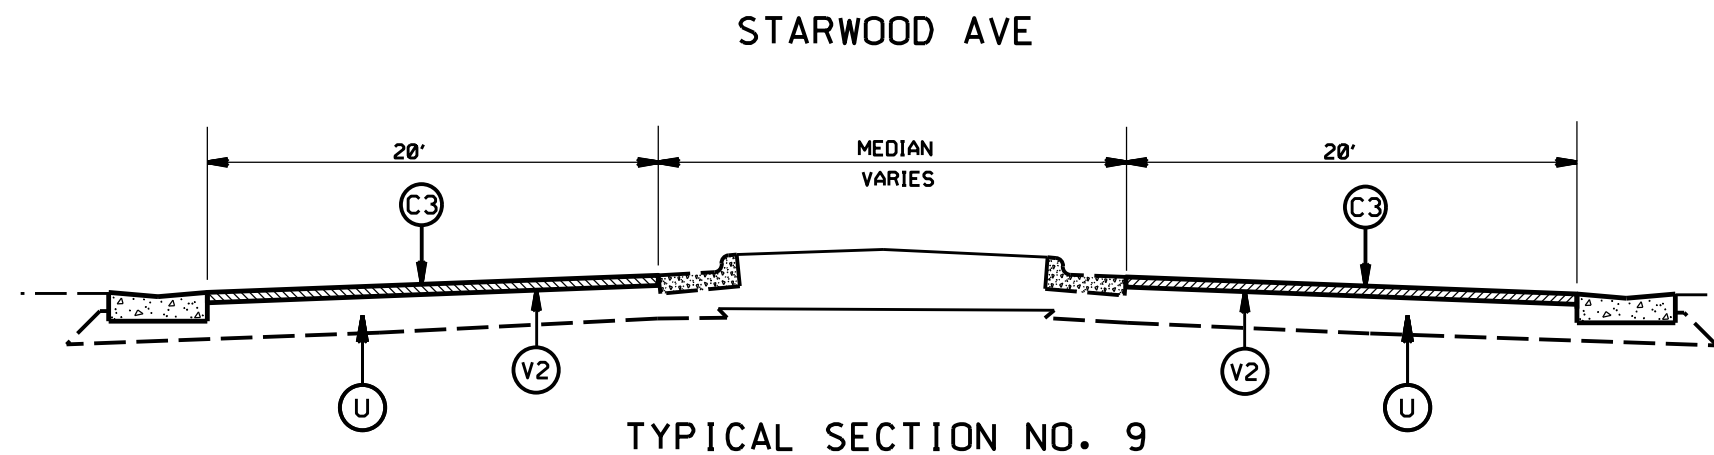 STARWOOD AVE
20' MEDIAN 20'
VARIES
C3 C3
V2 V2
U U
TYPICAL SECTION NO. 9